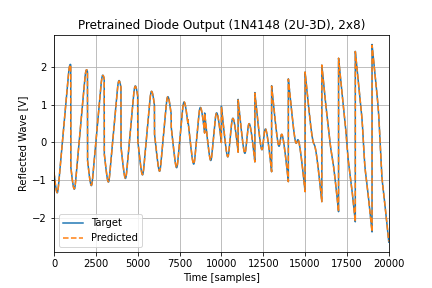 Pretrained Diode Output (1N4148 (2U-3D), 2x8)
Reflected Wave [V]
2
1
0
−1
−2
Target
Predicted
0 2500 5000 7500 10000 12500 15000 17500 20000
Time [samples]